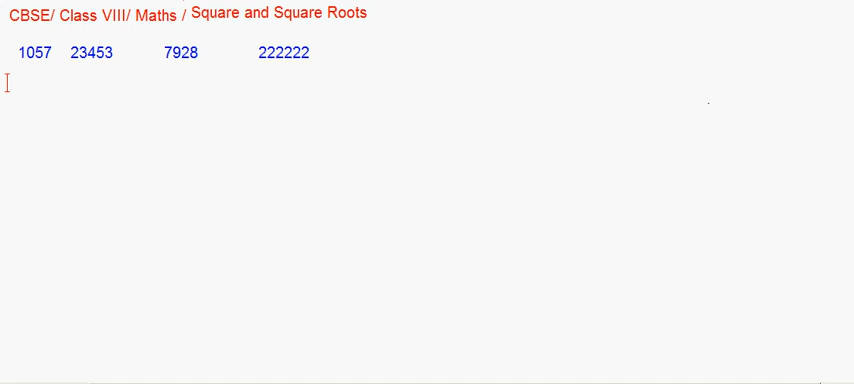 CBSE/ Class VIII/ Maths / Square and Square Roots
1057 23453 7928 222222